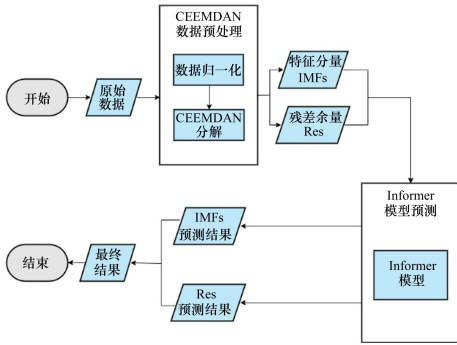 CEEMDAN
数据预处理
数据归一化
CEEMDAN
分解
开始
原始
数据
特征分量
IMFs
残差余量
Res
Informer
模型预测
Informer
模型
IMFs
预测结果
Res
预测结果
最终
结果
结束